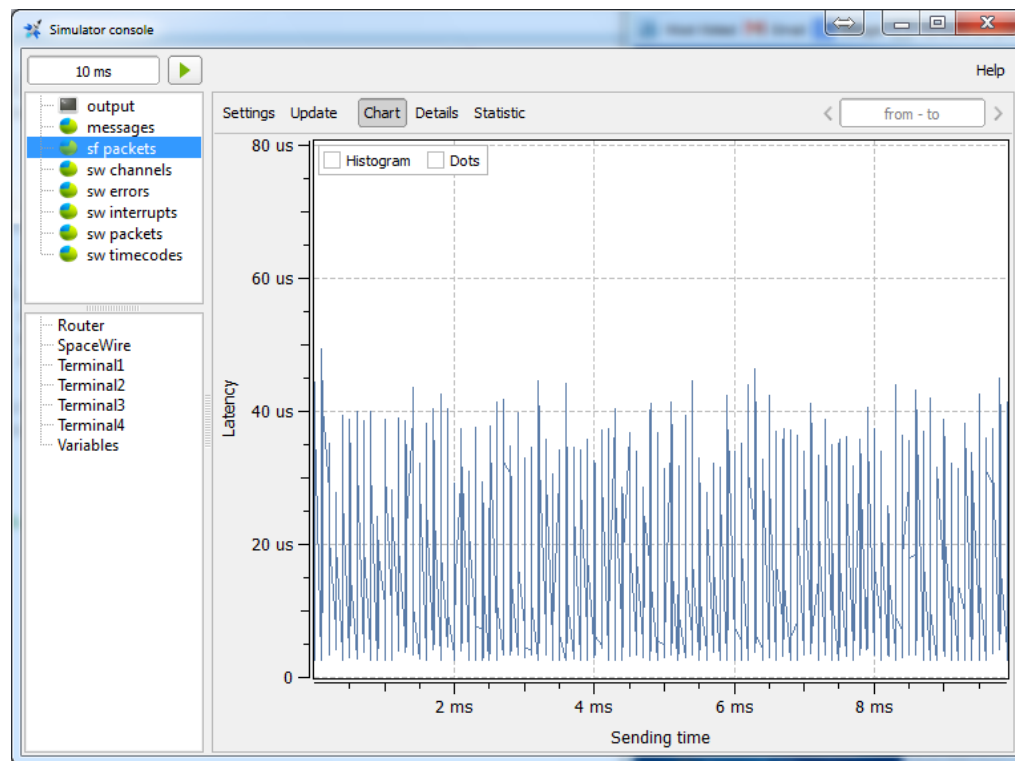 Simulator console
10 ms
Help
output
messages
sf packets
sw channels
sw errors
sw interrupts
sw packets
sw timecodes
Router
SpaceWire
Terminal1
Terminal2
Terminal3
Terminal4
Variables
Settings Update Chart Details Statistic
< from - to >
Histogram Dots
80 us
60 us
40 us
20 us
0
Latency
2 ms 4 ms 6 ms 8 ms
Sending time